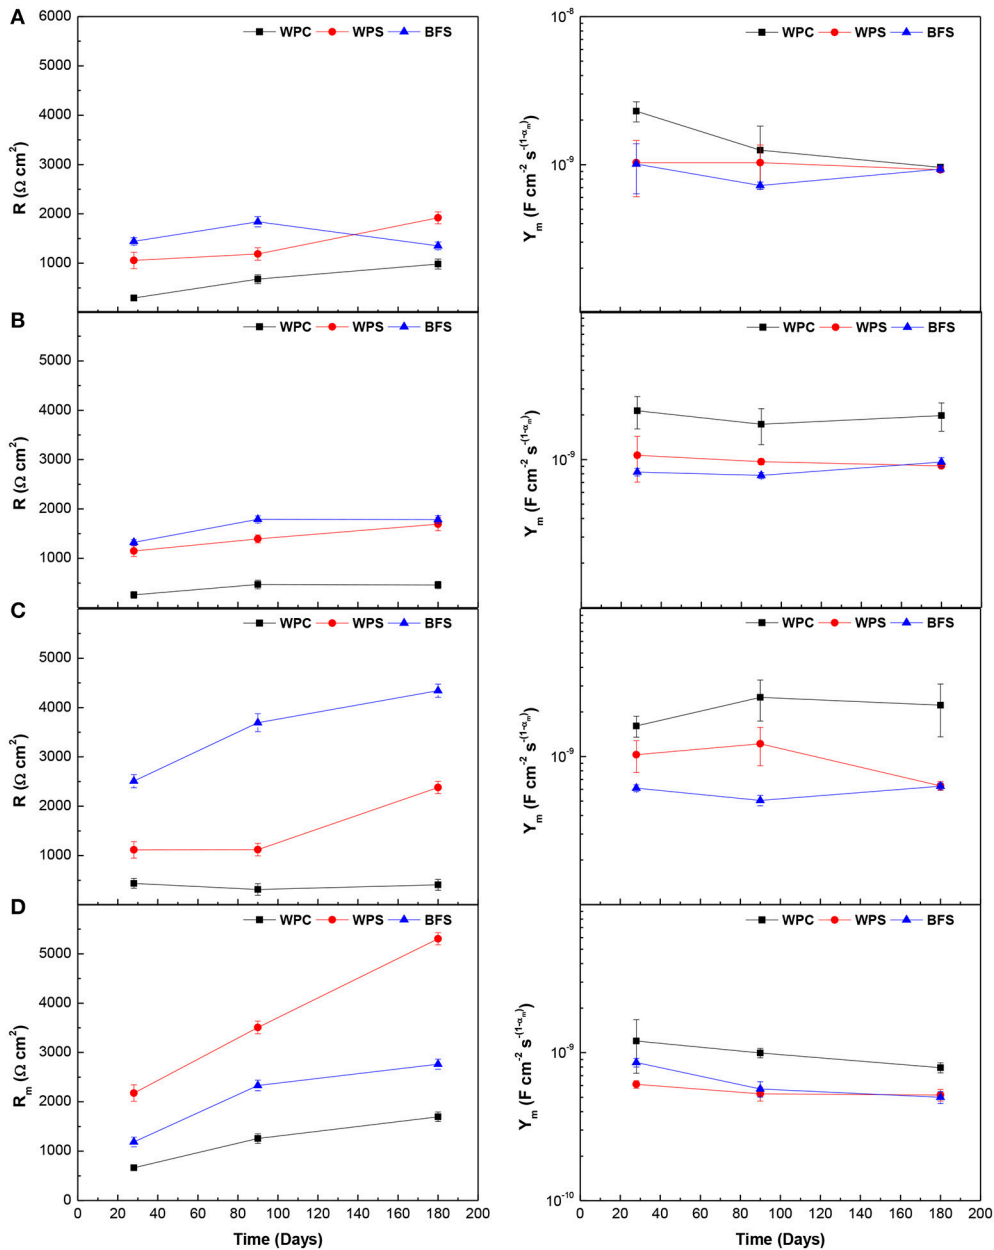 A
6000
5000
4000
3000
2000
1000
R (Ω cm²)
WPC WPS BFS
10⁻⁸
10⁻⁹
Yₘ (F cm⁻² s^-(1-αₘ))
WPC WPS BFS
B
5000
4000
3000
2000
1000
R (Ω cm²)
WPC WPS BFS
10⁻⁹
Yₘ (F cm⁻² s^-(1-αₘ))
WPC WPS BFS
C
5000
4000
3000
2000
1000
R (Ω cm²)
WPC WPS BFS
10⁻⁹
Yₘ (F cm⁻² s^-(1-αₘ))
WPC WPS BFS
D
5000
4000
3000
2000
1000
0
Rₘ (Ω cm²)
WPC WPS BFS
0 20 40 60 80 100 120 140 160 180 200
Time (Days)
10⁻⁹
10⁻¹⁰
Yₘ (F cm⁻² s^-(1-αₘ))
WPC WPS BFS
20 40 60 80 100 120 140 160 180 200
Time (Days)